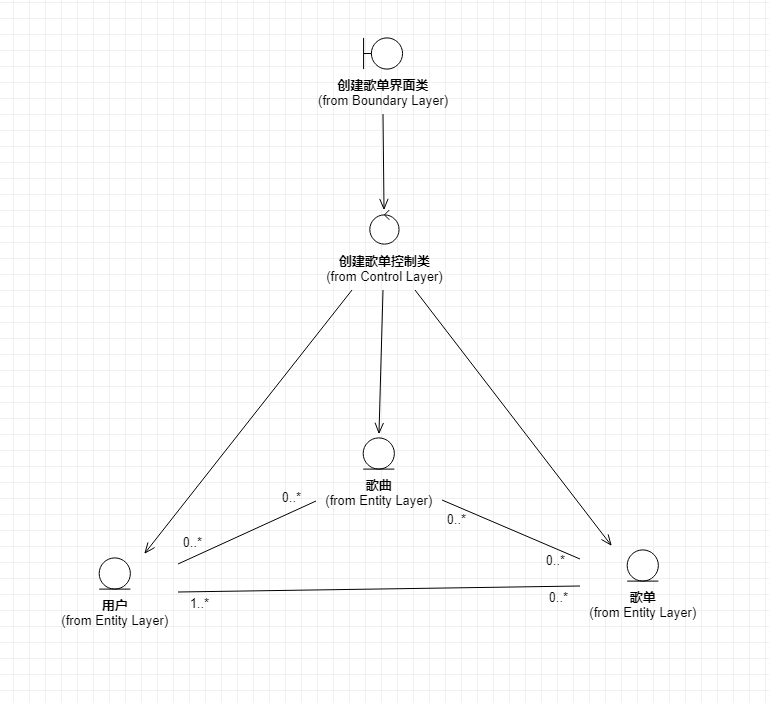 创建歌单界面类
(from Boundary Layer)
创建歌单控制类
(from Control Layer)
歌曲
(from Entity Layer)
0..*
0..*
0..*
0..*
用户
(from Entity Layer)
1..*
0..*
歌单
(from Entity Layer)